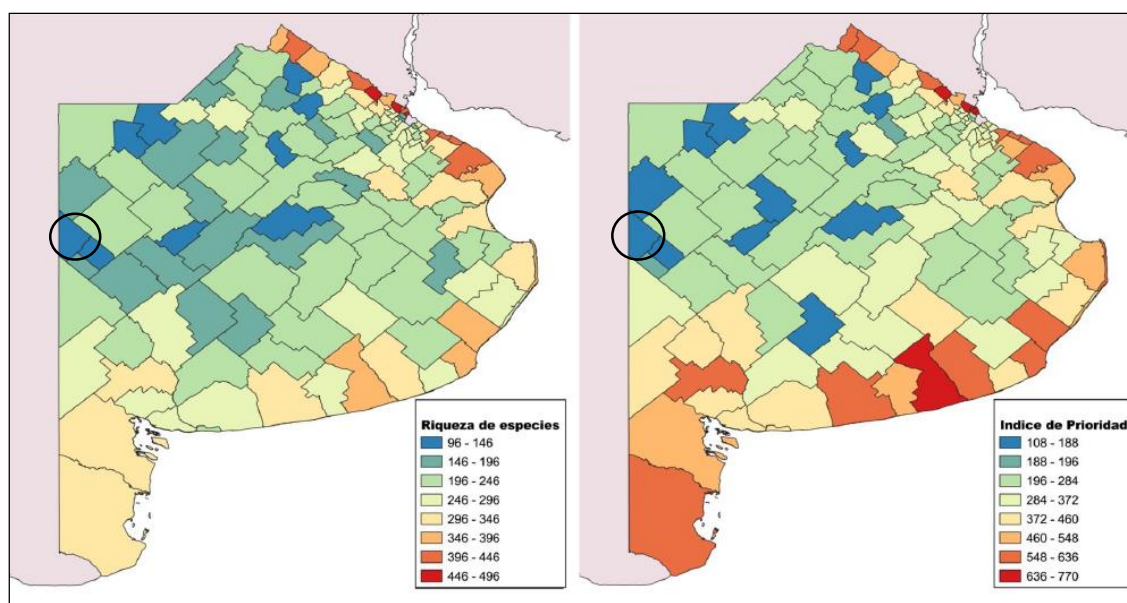 Riqueza de especies
96 - 146
146 - 196
196 - 246
246 - 296
296 - 346
346 - 396
396 - 446
446 - 496
Indice de Prioridad
108 - 188
188 - 196
196 - 284
284 - 372
372 - 460
460 - 548
548 - 636
636 - 770